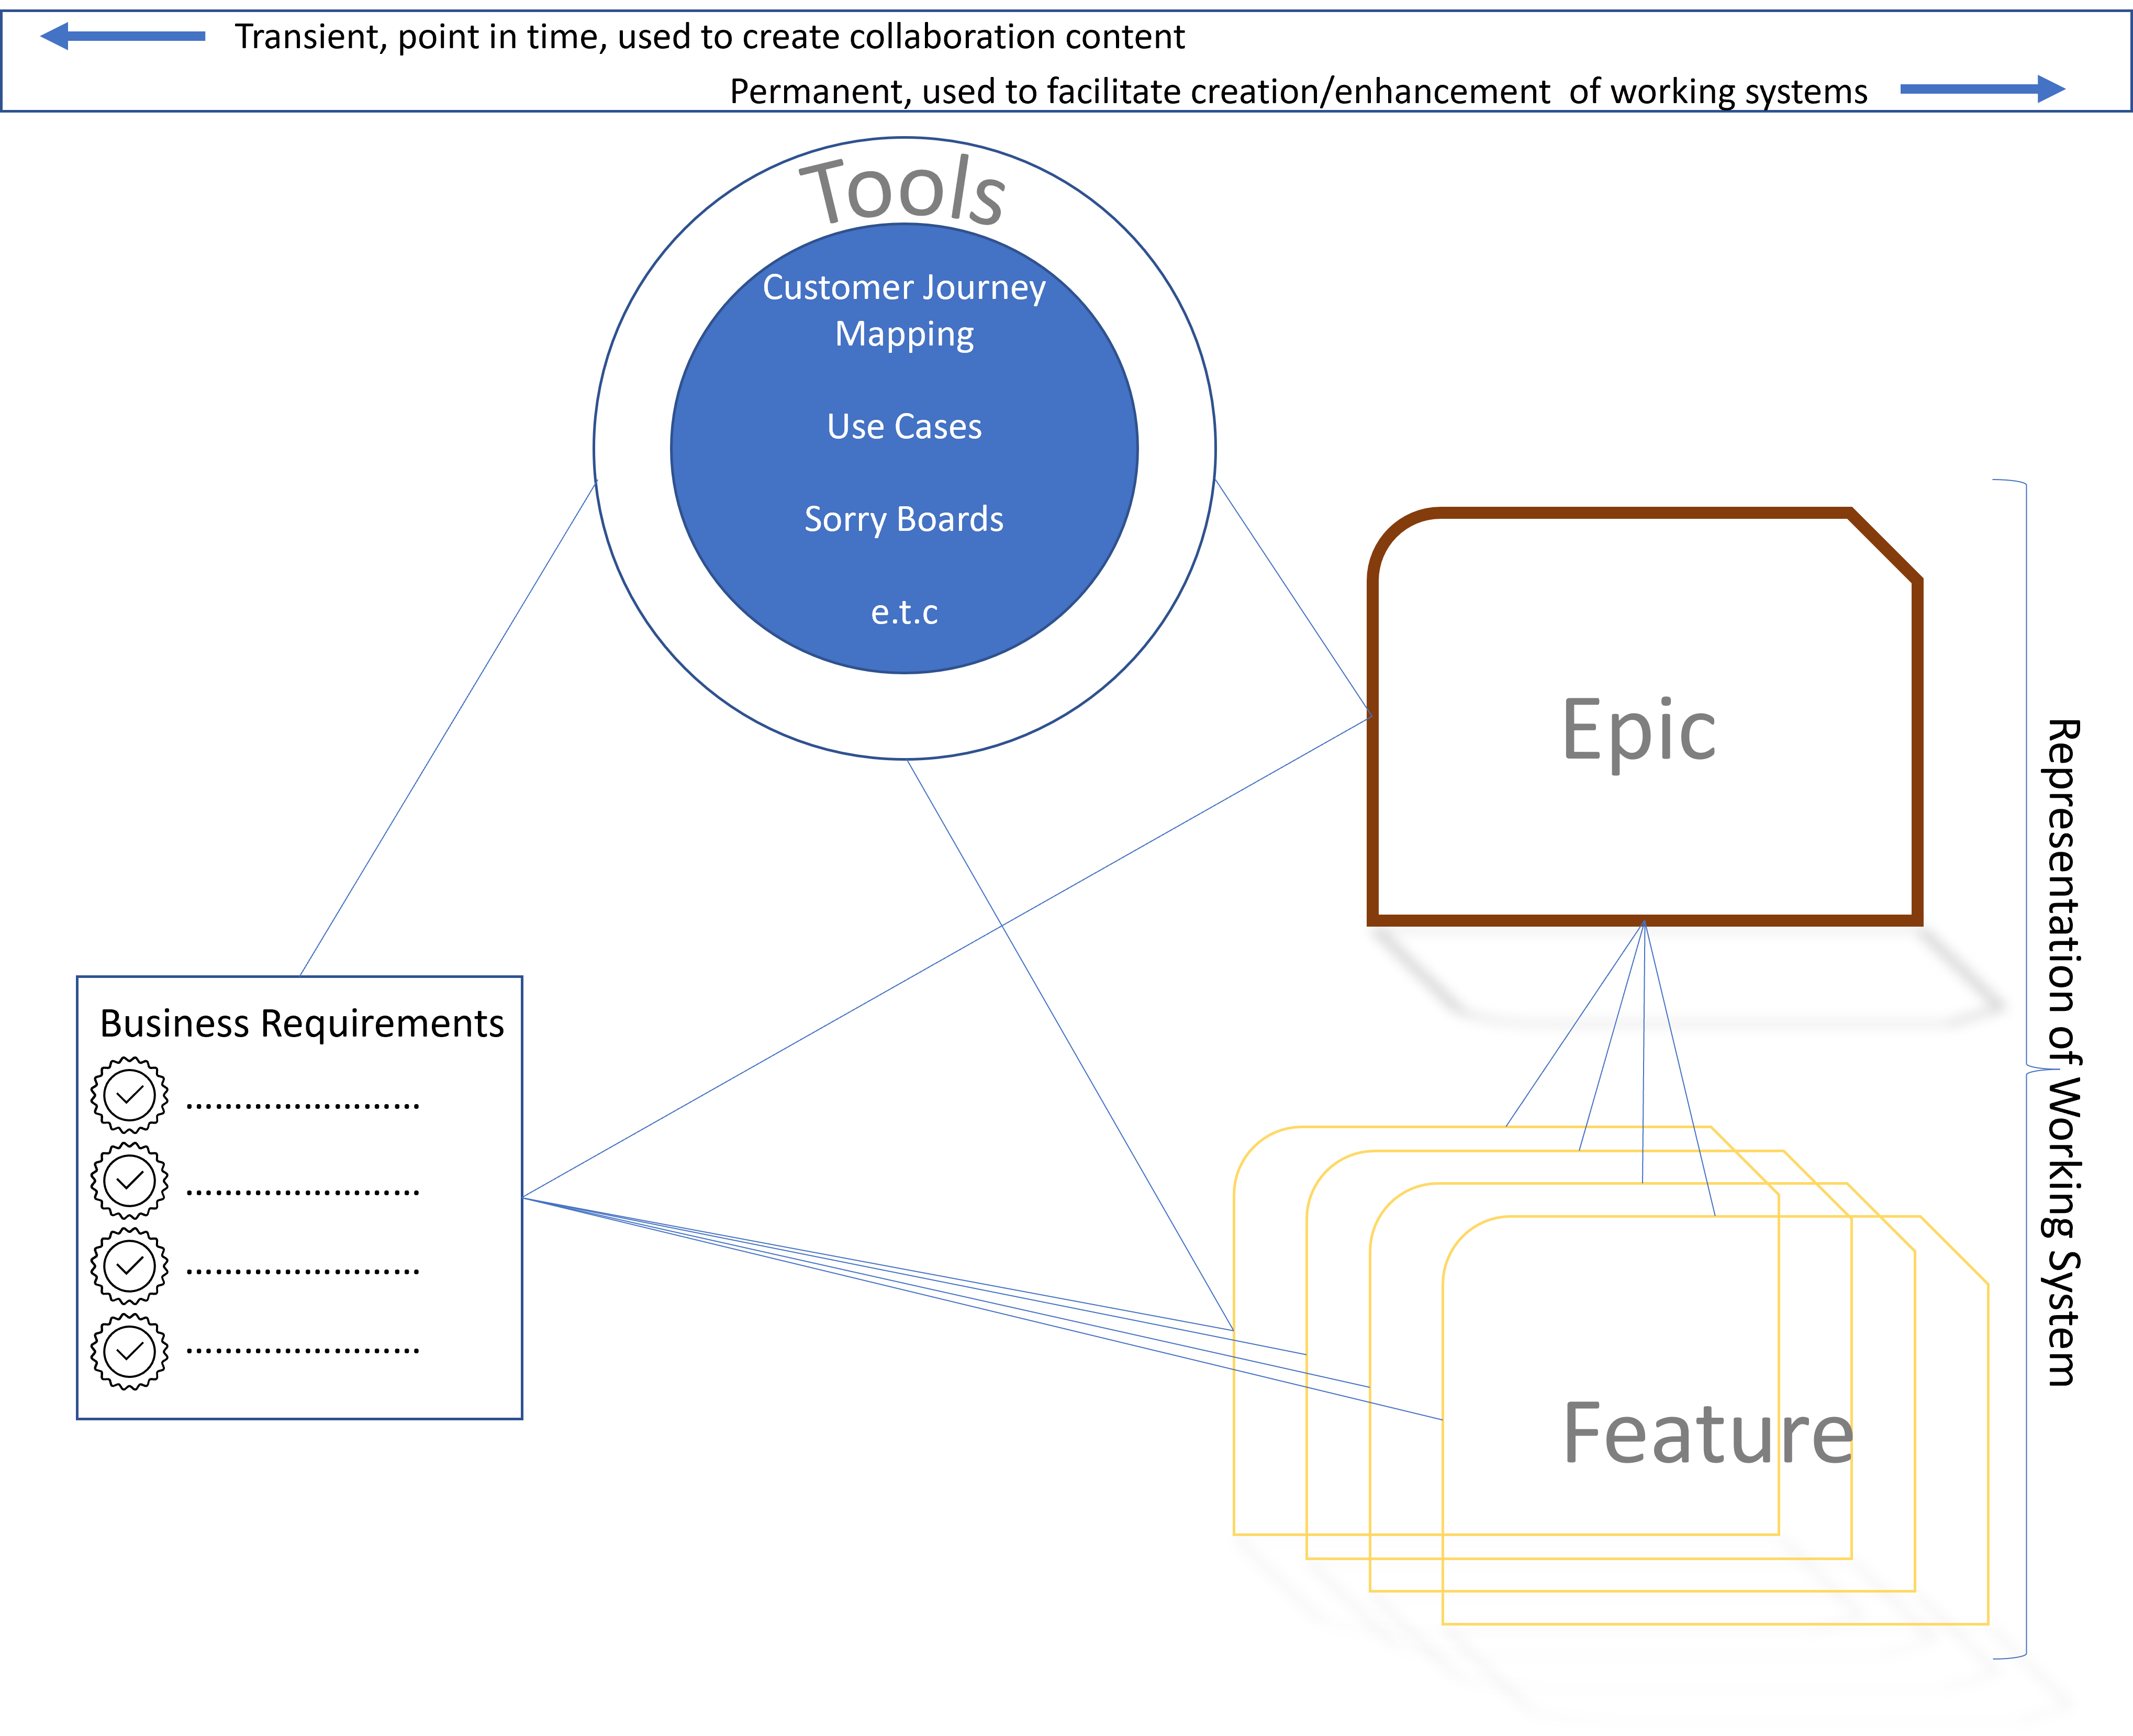 Transient, point in time, used to create collaboration content
Permanent, used to facilitate creation/enhancement  of working systems
Tools
Customer Journey
Mapping
Use Cases
Sorry Boards
e.t.c
Epic
Representation of Working System
Business Requirements
........................
........................
........................
........................
Feature